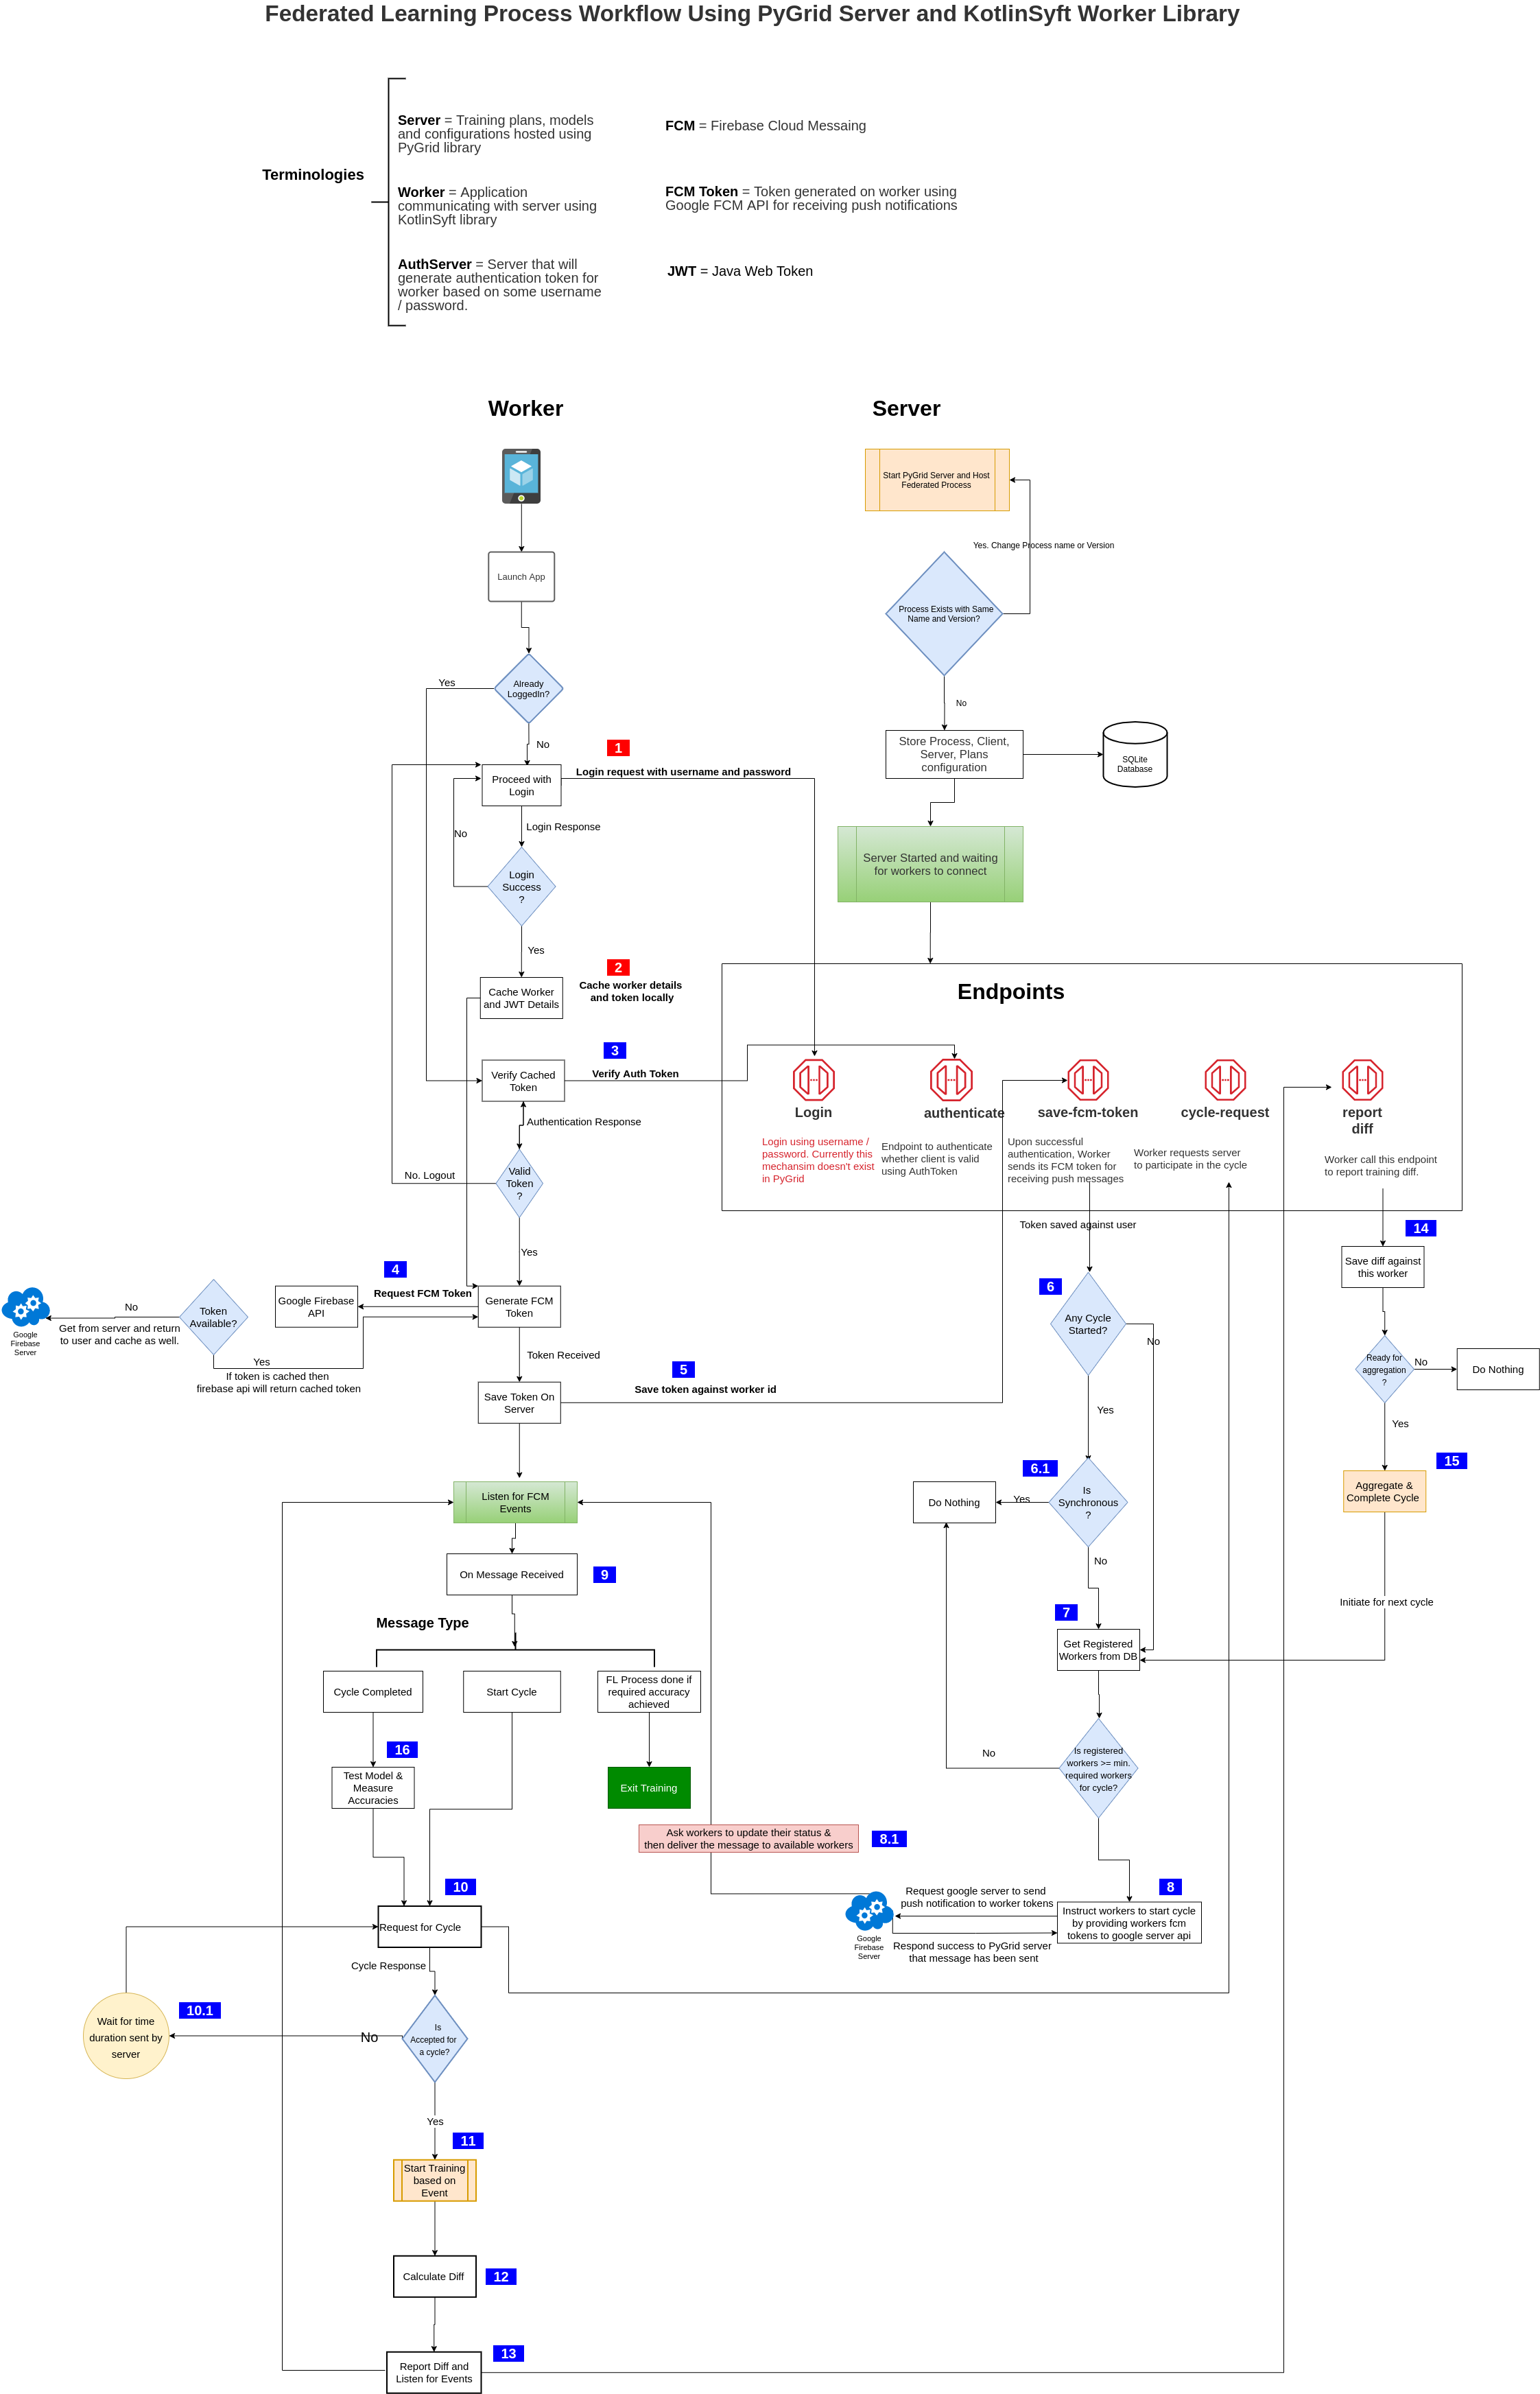 Federated Learning Process Workflow Using PyGrid Server and KotlinSyft Worker Library
Terminologies
Server = Training plans, models
and configurations hosted using
PyGrid library
Worker = Application
communicating with server using
KotlinSyft library
AuthServer = Server that will
generate authentication token for
worker based on some username
/ password.
FCM = Firebase Cloud Messaing
FCM Token = Token generated on worker using
Google FCM API for receiving push notifications
JWT = Java Web Token
Worker
Launch App
Already
LoggedIn?
Yes
No
1
Login request with username and password
Proceed with
Login
Login Response
No
Login
Success
?
Yes
2
Cache worker details
and token locally
Cache Worker
and JWT Details
3
Verify Auth Token
Verify Cached
Token
Authentication Response
Valid
Token
?
No. Logout
Yes
4
Request FCM Token
Generate FCM
Token
Google Firebase
API
Token
Available?
No
Get from server and return
to user and cache as well.
Google
Firebase
Server
Yes
If token is cached then
firebase api will return cached token
Token Received
5
Save token against worker id
Save Token On
Server
Listen for FCM
Events
On Message Received
9
Message Type
Cycle Completed
Start Cycle
FL Process done if
required accuracy
achieved
16
Test Model &
Measure
Accuracies
Exit Training
10
Request for Cycle
Cycle Response
Is
Accepted for
a cycle?
No
10.1
Wait for time
duration sent by
server
Yes
11
Start Training
based on
Event
Calculate Diff
12
13
Report Diff and
Listen for Events
Server
Start PyGrid Server and Host
Federated Process
Yes. Change Process name or Version
Process Exists with Same
Name and Version?
No
Store Process, Client,
Server, Plans
configuration
SQLite
Database
Server Started and waiting
for workers to connect
Endpoints
Login
Login using username /
password. Currently this
mechansim doesn't exist
in PyGrid
authenticate
Endpoint to authenticate
whether client is valid
using AuthToken
save-fcm-token
Upon successful
authentication, Worker
sends its FCM token for
receiving push messages
cycle-request
Worker requests server
to participate in the cycle
report
diff
Worker call this endpoint
to report training diff.
Token saved against user
6
Any Cycle
Started?
No
Yes
6.1
Is
Synchronous
?
Yes
Do Nothing
No
7
Get Registered
Workers from DB
Is registered
workers >= min.
required workers
for cycle?
No
8
Instruct workers to start cycle
by providing workers fcm
tokens to google server api
Request google server to send
push notification to worker tokens
Respond success to PyGrid server
that message has been sent
Google
Firebase
Server
8.1
Ask workers to update their status &
then deliver the message to available workers
14
Save diff against
this worker
Ready for
aggregation
?
No
Do Nothing
Yes
15
Aggregate &
Complete Cycle
Initiate for next cycle